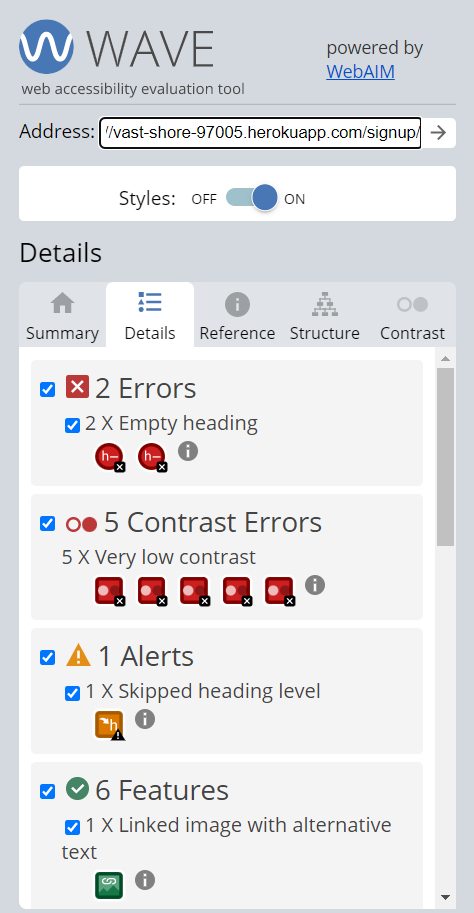 WAVE
web accessibility evaluation tool
powered by
WebAIM
Address: //vast-shore-97005.herokuapp.com/signup/
Styles: OFF ON
Details
Summary Details Reference Structure Contrast
2 Errors
2 X Empty heading
h— h—
5 Contrast Errors
5 X Very low contrast
1 Alerts
1 X Skipped heading level
h
6 Features
1 X Linked image with alternative
text